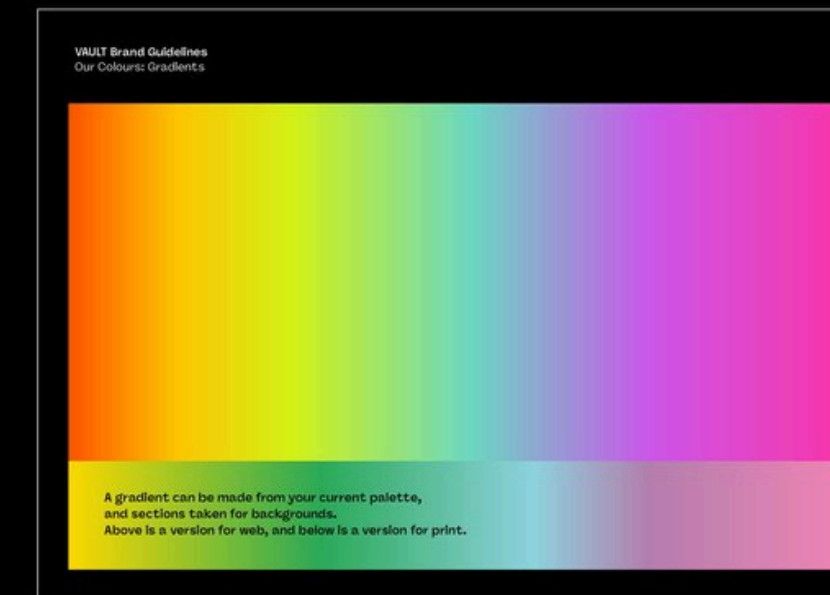 VAULT Brand Guidelines
Our Colours: Gradients
A gradient can be made from your current palette,
and sections taken for backgrounds.
Above is a version for web, and below is a version for print.